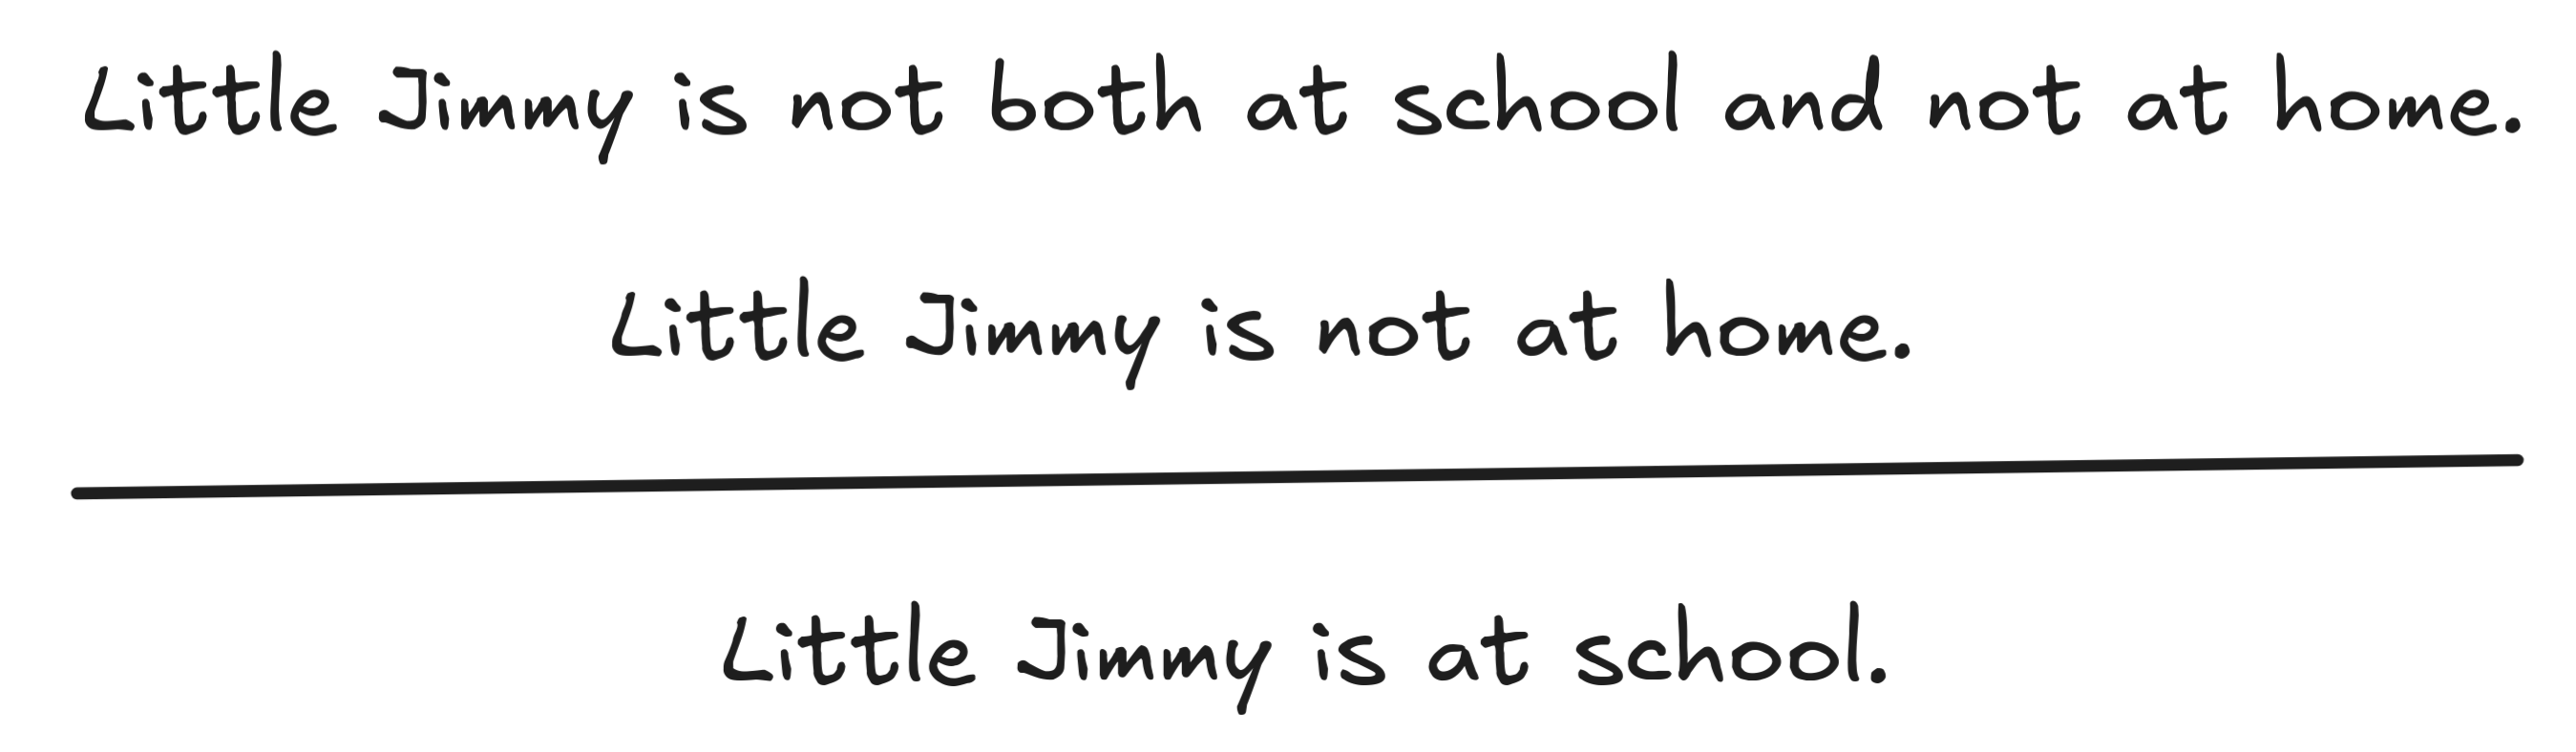 Little Jimmy is not both at school and not at home.
Little Jimmy is not at home.
Little Jimmy is at school.